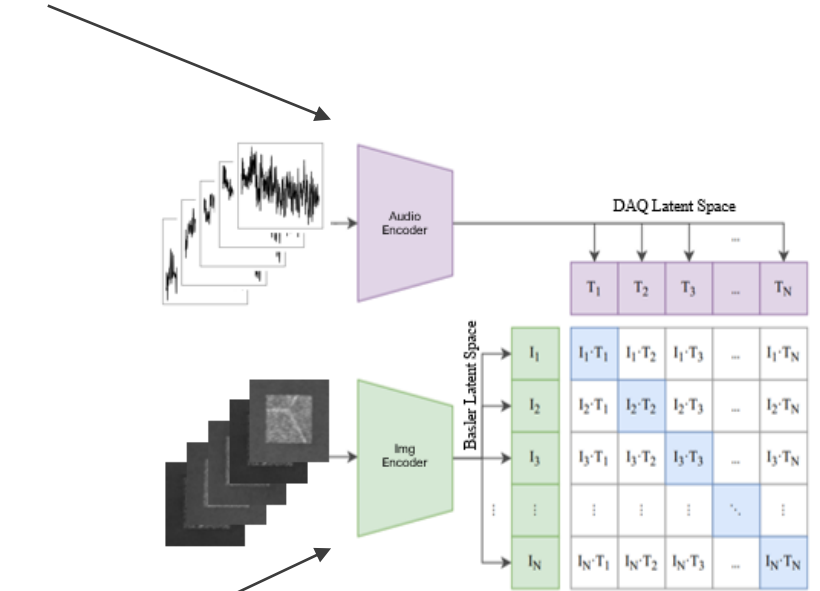 DAQ Latent Space
Audio
Encoder
...
T1 T2 T3 ... TN
Basler Latent Space
Img
Encoder
I1 I1·T1 I1·T2 I1·T3 ... I1·TN
I2 I2·T1 I2·T2 I2·T3 ... I2·TN
I3 I3·T1 I3·T2 I3·T3 ... I3·TN
⋮ ⋮ ⋮ ⋮ ⋮ ⋱ ⋮
IN IN·T1 IN·T2 IN·T3 ... IN·TN